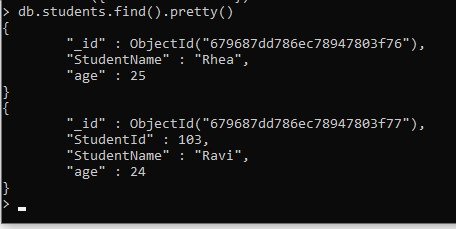 > db.students.find().pretty()
{
"_id" : ObjectId("679687dd786ec78947803f76"),
"StudentName" : "Rhea",
"age" : 25
}
{
"_id" : ObjectId("679687dd786ec78947803f77"),
"StudentId" : 103,
"StudentName" : "Ravi",
"age" : 24
}
>